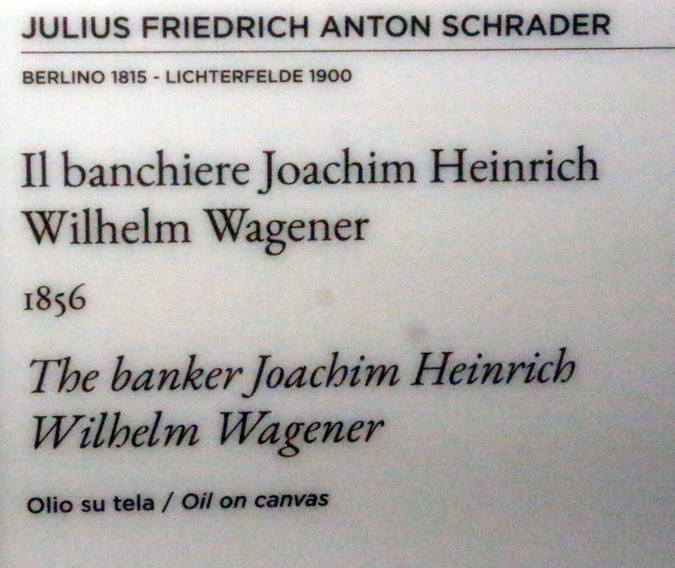 JULIUS FRIEDRICH ANTON SCHRADER
BERLINO 1815 - LICHTERFELDE 1900
Il banchiere Joachim Heinrich
Wilhelm Wagener
1856
The banker Joachim Heinrich
Wilhelm Wagener
Olio su tela / Oil on canvas